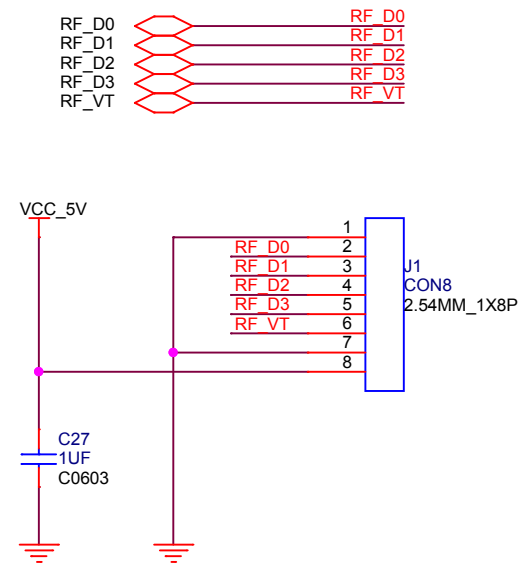 RF_D0 RF_D0
RF_D1 RF_D1
RF_D2 RF_D2
RF_D3 RF_D3
RF_VT RF_VT
VCC_5V
1
RF_D0 2
RF_D1 3
J1
RF_D2 4
CON8
RF_D3 5
2.54MM_1X8P
RF_VT 6
7
8
C27
1UF
C0603